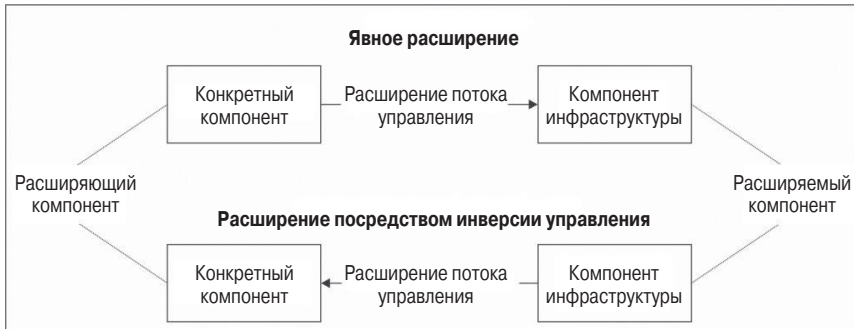 Явное расширение
Конкретный
компонент
Расширение потока
управления
Компонент
инфраструктуры
Расширяющий
компонент
Расширяемый
компонент
Расширение посредством инверсии управления
Конкретный
компонент
Расширение потока
управления
Компонент
инфраструктуры